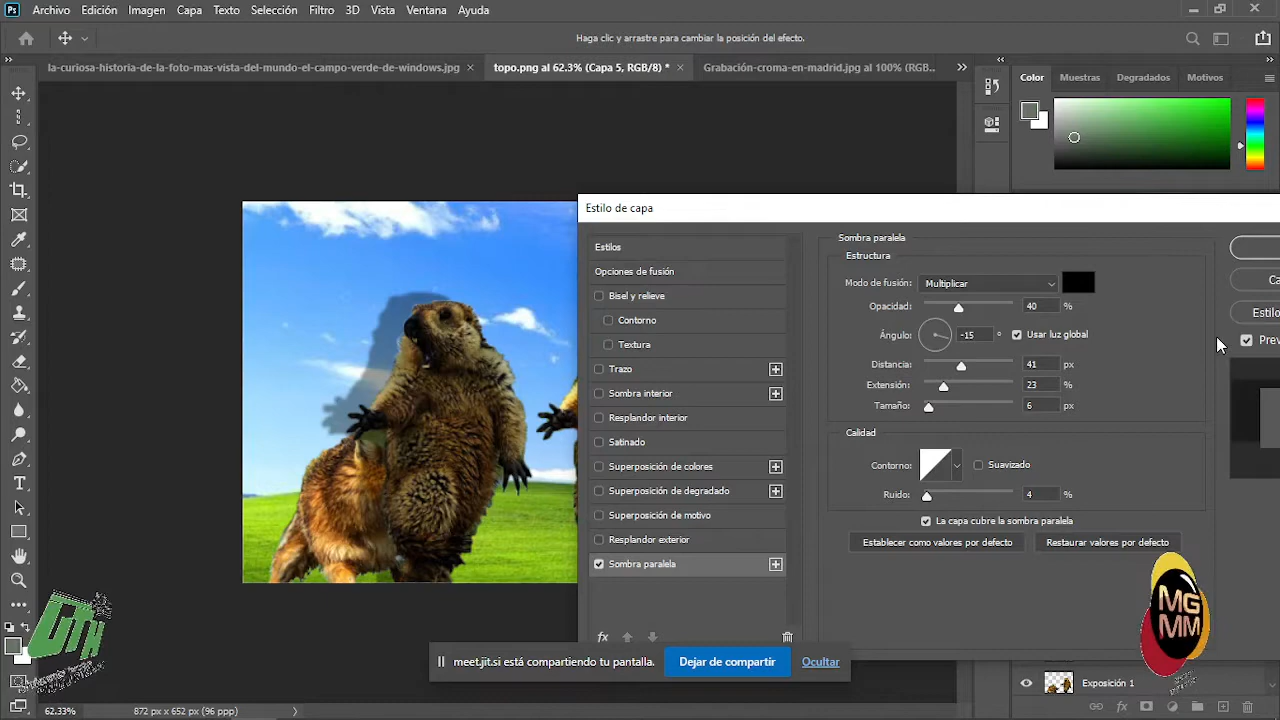 Ps Archivo Edición Imagen Capa Texto Selección Filtro 3D Vista Ventana Ayuda
Haga clic y arrastre para cambiar la posición del efecto.
la-curiosa-historia-de-la-foto-mas-vista-del-mundo-el-campo-verde-de-windows.jpg
topo.png al 62.3% (Capa 5, RGB/8) *
Grabación-croma-en-madrid.jpg al 100% (RGB..
Color Muestras Degradados Motivos
Estilo de capa
Estilos
Opciones de fusión
Bisel y relieve
Contorno
Textura
Trazo
Sombra interior
Resplandor interior
Satinado
Superposición de colores
Superposición de degradado
Superposición de motivo
Resplandor exterior
Sombra paralela
fx
Sombra paralela
Estructura
Modo de fusión: Multiplicar
Opacidad: 40 %
Ángulo: -15 ° Usar luz global
Distancia: 41 px
Extensión: 23 %
Tamaño: 6 px
Calidad
Contorno: Suavizado
Ruido: 4 %
La capa cubre la sombra paralela
Establecer como valores por defecto Restaurar valores por defecto
Ca
Estilo
Prev
meet.jit.si está compartiendo tu pantalla. Dejar de compartir Ocultar
UTH
MG
MM
Exposición 1
fx
62.33% 872 px x 652 px (96 ppp)